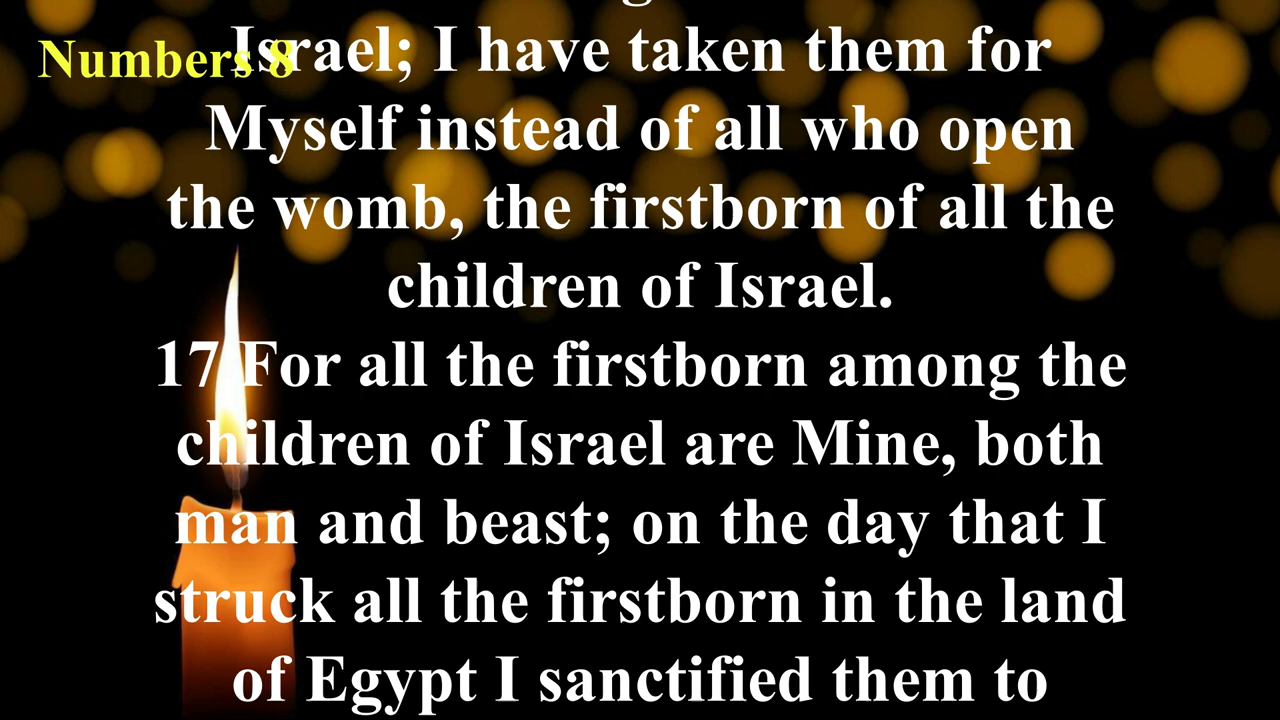 Numbers 8
Israel; I have taken them for
Myself instead of all who open
the womb, the firstborn of all the
children of Israel.
17 For all the firstborn among the
children of Israel are Mine, both
man and beast; on the day that I
struck all the firstborn in the land
of Egypt I sanctified them to